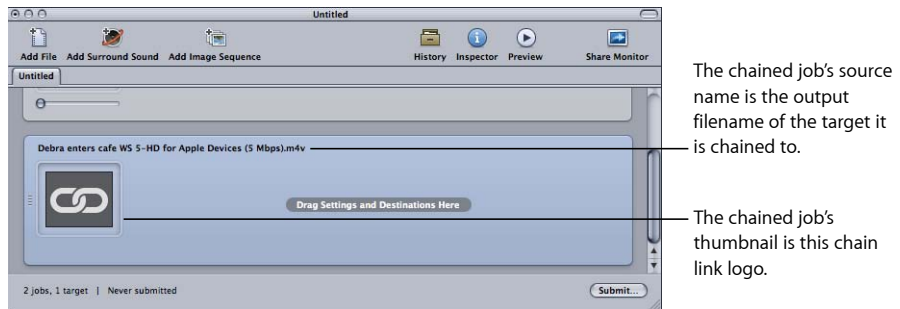 Untitled
Add File Add Surround Sound Add Image Sequence History Inspector Preview Share Monitor
Untitled
Debra enters cafe WS 5-HD for Apple Devices (5 Mbps).m4v
Drag Settings and Destinations Here
2 jobs, 1 target | Never submitted
Submit...
The chained job’s source
name is the output
filename of the target it
is chained to.
The chained job’s
thumbnail is this chain
link logo.